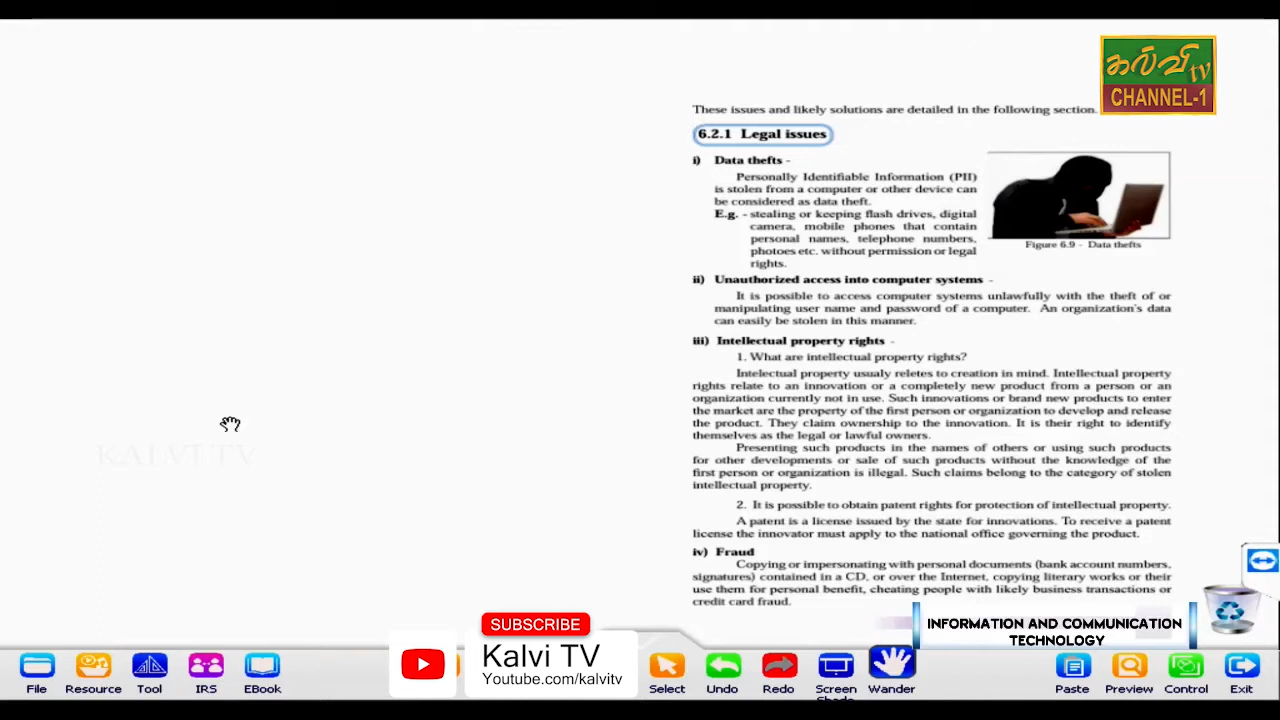 கல்வி tv
CHANNEL-1
These issues and likely solutions are detailed in the following section.
6.2.1 Legal issues
i) Data thefts -
Personally Identifiable Information (PII)
is stolen from a computer or other device can
be considered as data theft.
E.g. - stealing or keeping flash drives, digital
camera, mobile phones that contain
personal names, telephone numbers,
photoes etc. without permission or legal
rights.
Figure 6.9 - Data thefts
ii) Unauthorized access into computer systems -
It is possible to access computer systems unlawfully with the theft of or
manipulating user name and password of a computer. An organization's data
can easily be stolen in this manner.
iii) Intellectual property rights -
1. What are intellectual property rights?
Intelectual property usualy reletes to creation in mind. Intellectual property
rights relate to an innovation or a completely new product from a person or an
organization currently not in use. Such innovations or brand new products to enter
the market are the property of the first person or organization to develop and release
the product. They claim ownership to the innovation. It is their right to identify
themselves as the legal or lawful owners.
Presenting such products in the names of others or using such products
for other developments or sale of such products without the knowledge of the
first person or organization is illegal. Such claims belong to the category of stolen
intellectual property.
2. It is possible to obtain patent rights for protection of intellectual property.
A patent is a license issued by the state for innovations. To receive a patent
license the innovator must apply to the national office governing the product.
iv) Fraud
Copying or impersonating with personal documents (bank account numbers,
signatures) contained in a CD, or over the Internet, copying literary works or their
use them for personal benefit, cheating people with likely business transactions or
credit card fraud.
KALVI TV
INFORMATION AND COMMUNICATION
TECHNOLOGY
SUBSCRIBE
Kalvi TV
Youtube.com/kalvitv
File Resource Tool IRS EBook Select Undo Redo Screen Wander Paste Preview Control Exit